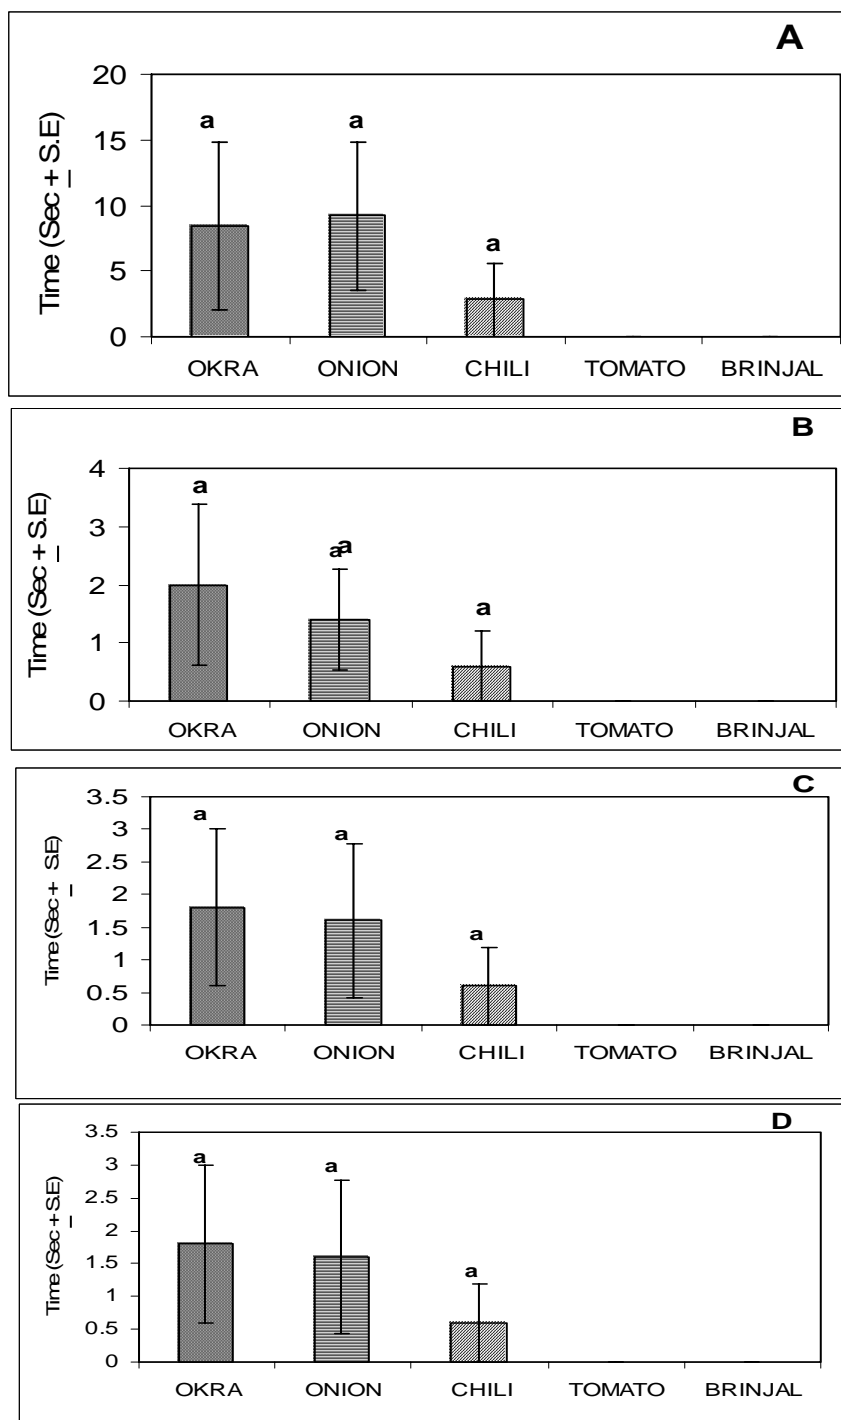 A
20
15
10
5
0
a
a
a
Time (Sec + S.E)
OKRA ONION CHILI TOMATO BRINJAL
B
4
3
2
1
0
a
aa
a
Time (Sec + S.E)
OKRA ONION CHILI TOMATO BRINJAL
C
3.5
3
2.5
2
1.5
1
0.5
0
a
a
a
Time (Sec + S.E)
OKRA ONION CHILI TOMATO BRINJAL
D
3.5
3
2.5
2
1.5
1
0.5
0
a
a
a
Time (Sec + S.E)
OKRA ONION CHILI TOMATO BRINJAL